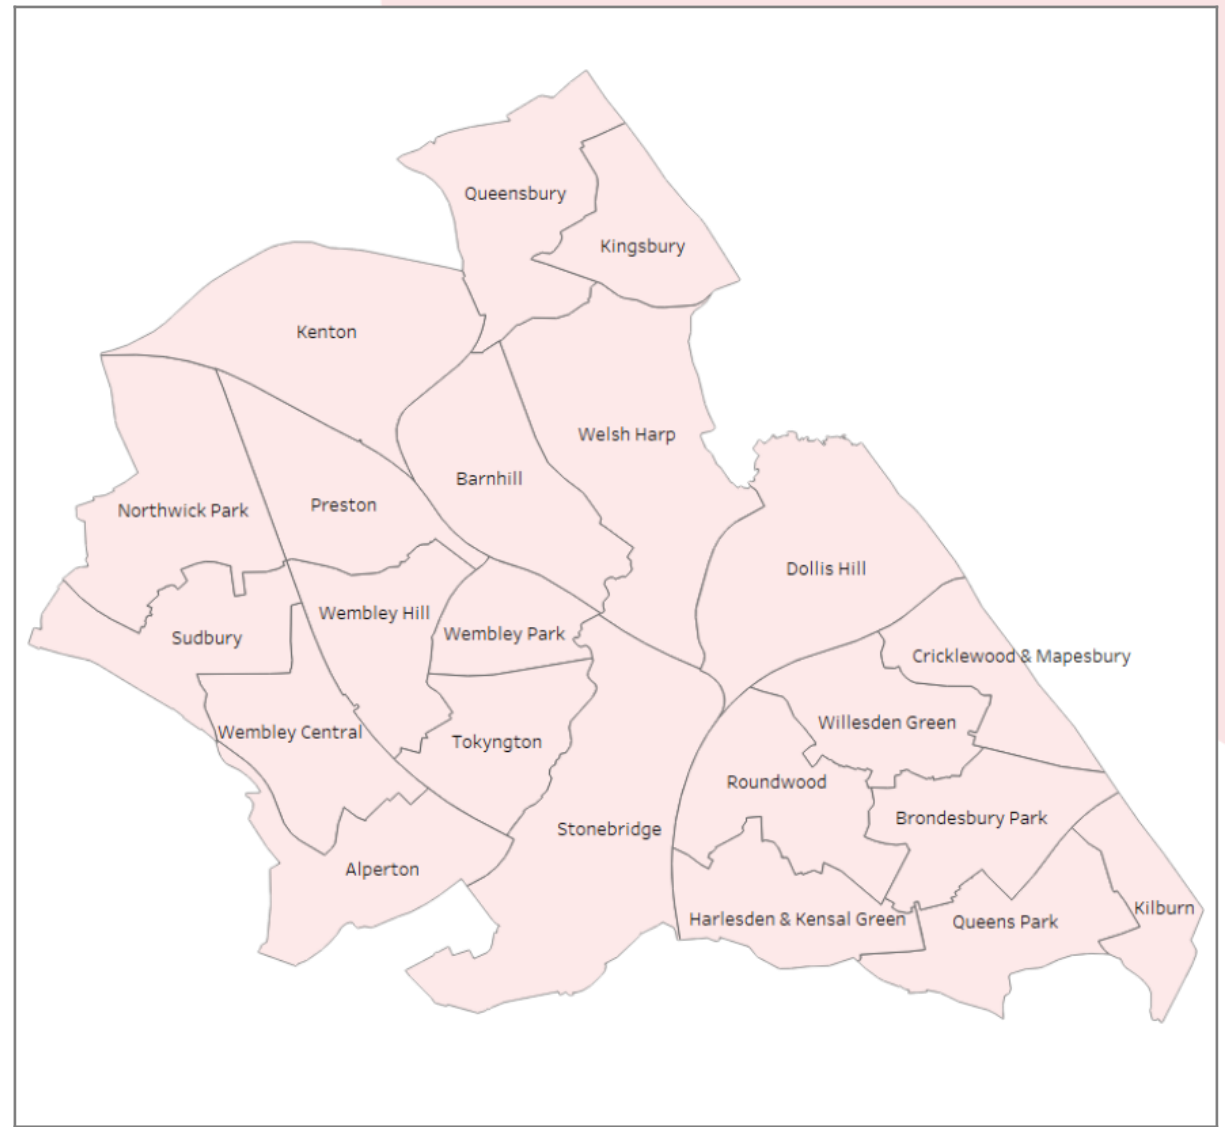 Queensbury
Kingsbury
Kenton
Welsh Harp
Barnhill
Preston
Northwick Park
Dollis Hill
Wembley Hill
Wembley Park
Sudbury
Cricklewood & Mapesbury
Willesden Green
Wembley Central
Tokyngton
Roundwood
Brondesbury Park
Stonebridge
Alperton
Kilburn
Harlesden & Kensal Green
Queens Park